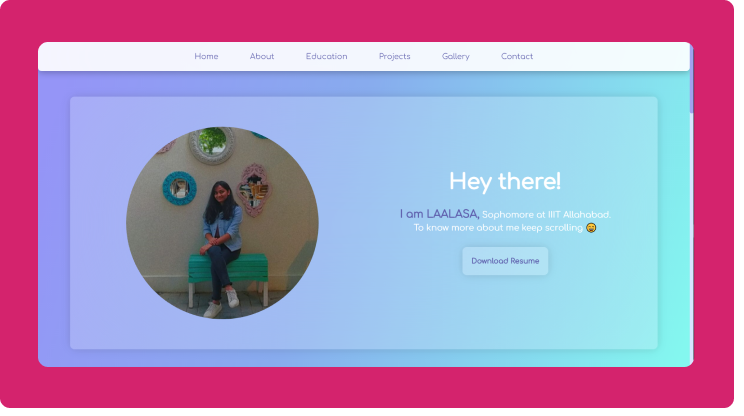 Home About Education Projects Gallery Contact
Hey there!
I am LAALASA, Sophomore at IIIT Allahabad.
To know more about me keep scrolling 😄
Download Resume